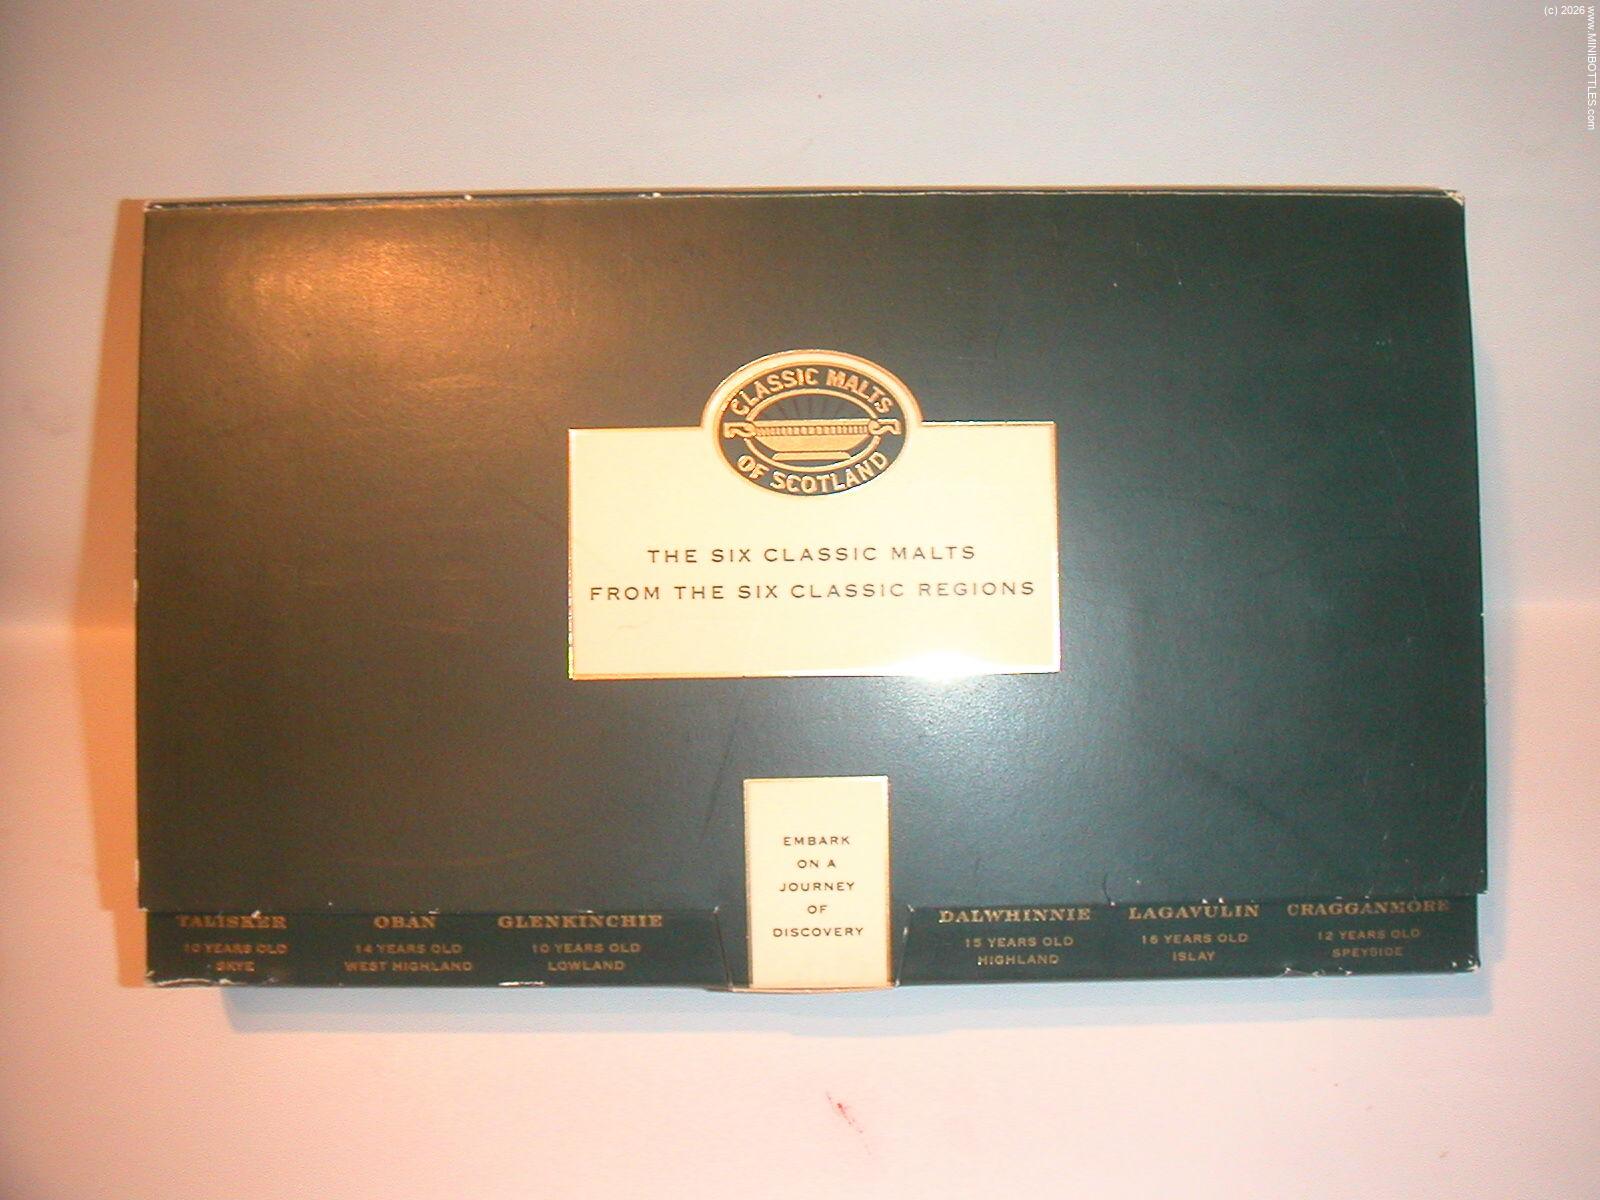 (c) 2026 www.MINIBOTTLES.com
CLASSIC MALTS
OF SCOTLAND
THE SIX CLASSIC MALTS
FROM THE SIX CLASSIC REGIONS
EMBARK
ON A
JOURNEY
OF
DISCOVERY
TALISKER
10 YEARS OLD
SKYE
OBAN
14 YEARS OLD
WEST HIGHLAND
GLENKINCHIE
10 YEARS OLD
LOWLAND
DALWHINNIE
15 YEARS OLD
HIGHLAND
LAGAVULIN
16 YEARS OLD
ISLAY
CRAGGANMORE
12 YEARS OLD
SPEYSIDE